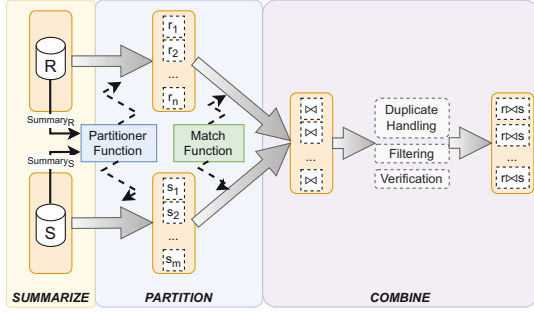 R
Summary_R
Summary_S
S
SUMMARIZE
r_1
r_2
...
r_n
Partitioner
Function
Match
Function
s_1
s_2
...
s_m
PARTITION
⋈
⋈
...
⋈
Duplicate
Handling
Filtering
Verification
r⋈s
r⋈s
...
r⋈s
COMBINE